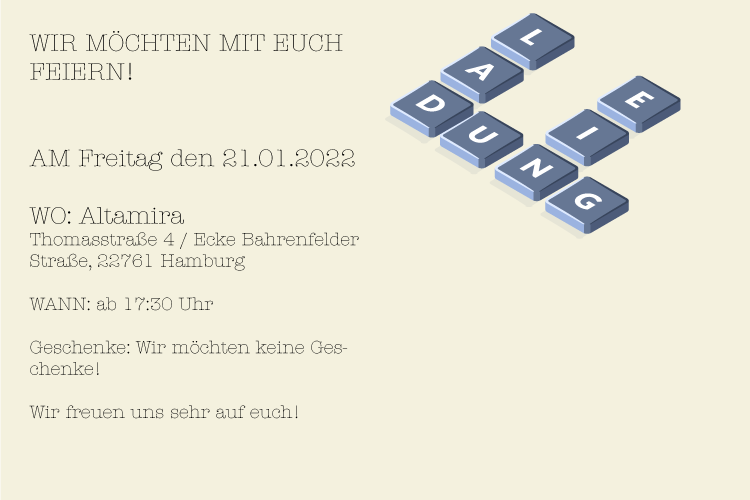 WIR MÖCHTEN MIT EUCH
FEIERN!
AM Freitag den 21.01.2022
WO: Altamira
Thomasstraße 4 / Ecke Bahrenfelder
Straße, 22761 Hamburg
WANN: ab 17:30 Uhr
Geschenke: Wir möchten keine Ges-
chenke!
Wir freuen uns sehr auf euch!
L
A
E
D
U
I
N
G